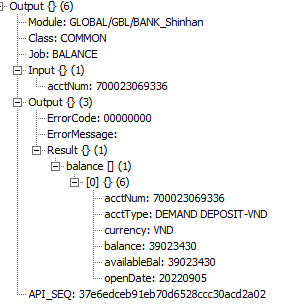 Output {} (6)
Module: GLOBAL/GBL/BANK_Shinhan
Class: COMMON
Job: BALANCE
Input {} (1)
acctNum: 700023069336
Output {} (3)
ErrorCode: 00000000
ErrorMessage:
Result {} (1)
balance [] (1)
[0] {} (6)
acctNum: 700023069336
acctType: DEMAND DEPOSIT-VND
currency: VND
balance: 39023430
availableBal: 39023430
openDate: 20220905
API_SEQ: 37e6edceb91eb70d6528ccc30acd2a02